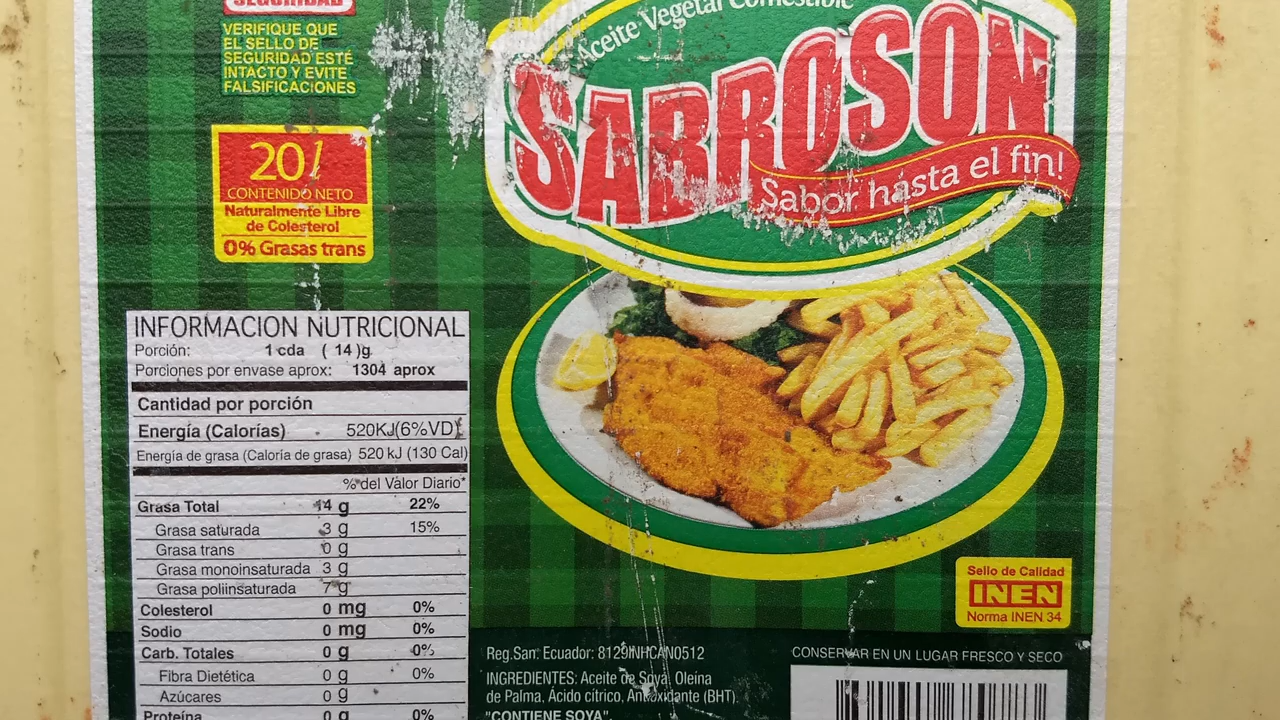 SEGURIDAD
VERIFIQUE QUE
EL SELLO DE
SEGURIDAD ESTÉ
INTACTO Y EVITE
FALSIFICACIONES
20l
CONTENIDO NETO
Naturalmente Libre
de Colesterol
0% Grasas trans
Aceite Vegetal Comestible
SABROSON
Sabor hasta el fin!
INFORMACION NUTRICIONAL
Porción: 1 cda ( 14 )g
Porciones por envase aprox: 1304 aprox
Cantidad por porción
Energía (Calorías) 520KJ(6%VD)
Energía de grasa (Caloría de grasa) 520 kJ (130 Cal)
% del Valor Diario*
Grasa Total 14 g 22%
Grasa saturada 3 g 15%
Grasa trans 0 g
Grasa monoinsaturada 3 g
Grasa poliinsaturada 7 g
Colesterol 0 mg 0%
Sodio 0 mg 0%
Carb. Totales 0 g 0%
Fibra Dietética 0 g 0%
Azúcares 0 g
Proteína 0 g 0%
Sello de Calidad
INEN
Norma INEN 34
Reg.San. Ecuador: 8129INHCAN0512
INGREDIENTES: Aceite de Soya, Oleína
de Palma, Ácido cítrico, Antioxidante (BHT).
"CONTIENE SOYA".
CONSERVAR EN UN LUGAR FRESCO Y SECO